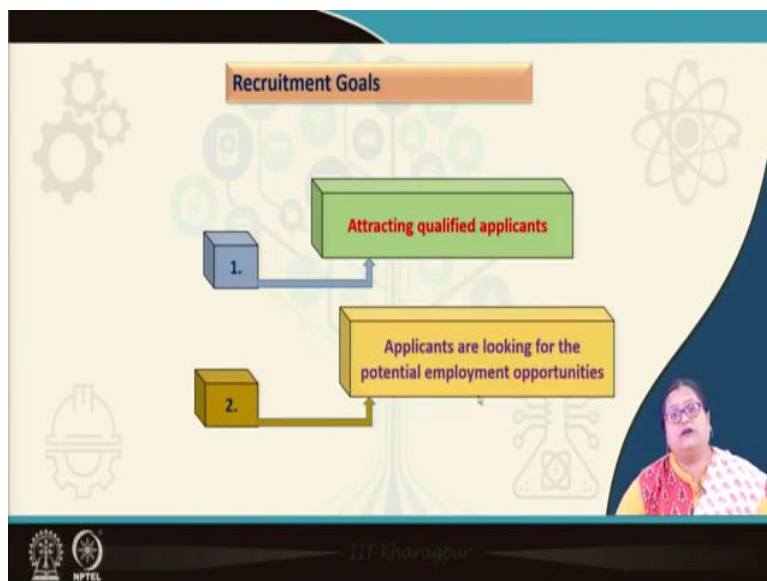 Recruitment Goals
Attracting qualified applicants
1.
Applicants are looking for the
potential employment opportunities
2.
IIT Kharagpur
NPTEL